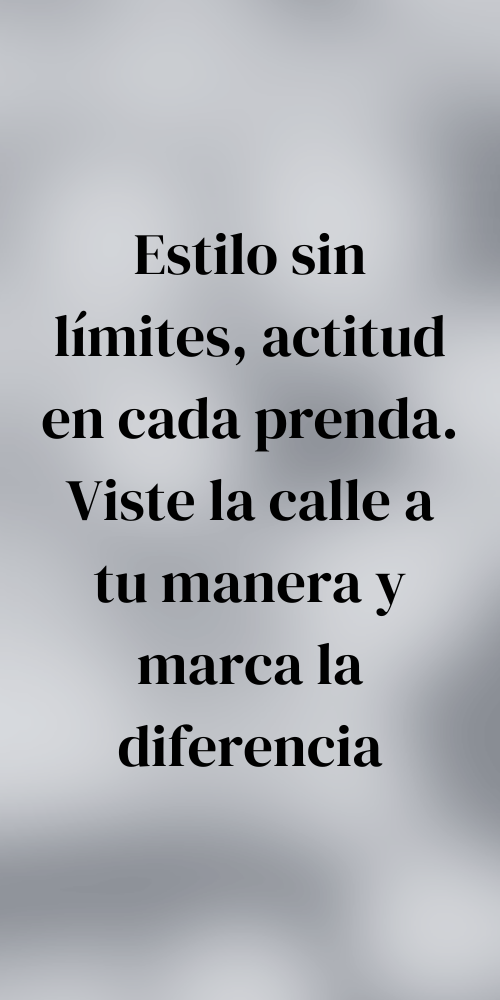 Estilo sin
límites, actitud
en cada prenda.
Viste la calle a
tu manera y
marca la
diferencia